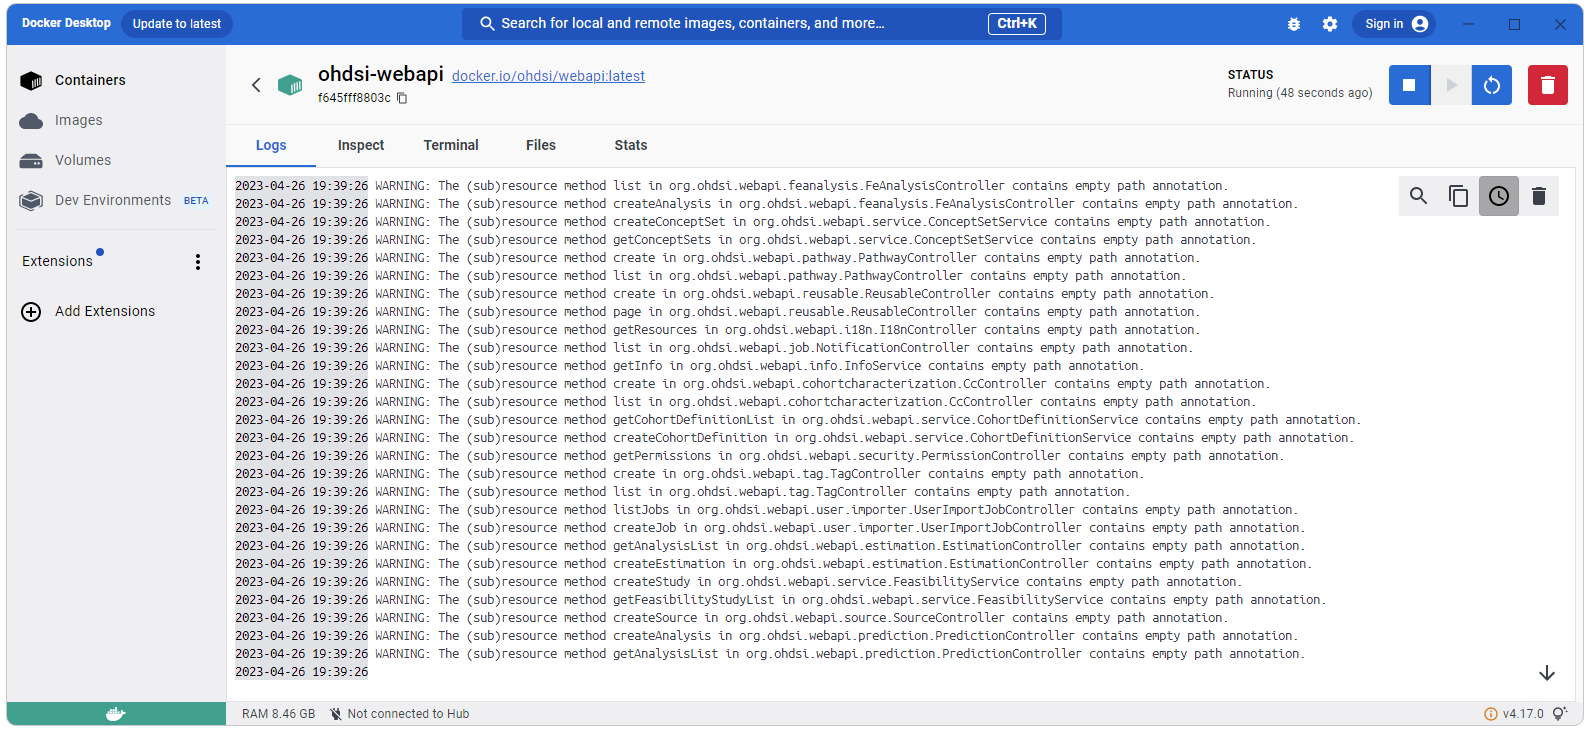 Docker Desktop
Update to latest
Search for local and remote images, containers, and more...
Ctrl+K
Sign in
Containers
Images
Volumes
Dev Environments BETA
Extensions
Add Extensions
ohdsi-webapi docker.io/ohdsi/webapi:latest
f645fff8803c
STATUS
Running (48 seconds ago)
Logs Inspect Terminal Files Stats
2023-04-26 19:39:26 WARNING: The (sub)resource method list in org.ohdsi.webapi.feanalysis.FeAnalysisController contains empty path annotation.
2023-04-26 19:39:26 WARNING: The (sub)resource method createAnalysis in org.ohdsi.webapi.feanalysis.FeAnalysisController contains empty path annotation.
2023-04-26 19:39:26 WARNING: The (sub)resource method createConceptSet in org.ohdsi.webapi.service.ConceptSetService contains empty path annotation.
2023-04-26 19:39:26 WARNING: The (sub)resource method getConceptSets in org.ohdsi.webapi.service.ConceptSetService contains empty path annotation.
2023-04-26 19:39:26 WARNING: The (sub)resource method create in org.ohdsi.webapi.pathway.PathwayController contains empty path annotation.
2023-04-26 19:39:26 WARNING: The (sub)resource method list in org.ohdsi.webapi.pathway.PathwayController contains empty path annotation.
2023-04-26 19:39:26 WARNING: The (sub)resource method create in org.ohdsi.webapi.reusable.ReusableController contains empty path annotation.
2023-04-26 19:39:26 WARNING: The (sub)resource method page in org.ohdsi.webapi.reusable.ReusableController contains empty path annotation.
2023-04-26 19:39:26 WARNING: The (sub)resource method getResources in org.ohdsi.webapi.i18n.I18nController contains empty path annotation.
2023-04-26 19:39:26 WARNING: The (sub)resource method list in org.ohdsi.webapi.job.NotificationController contains empty path annotation.
2023-04-26 19:39:26 WARNING: The (sub)resource method getInfo in org.ohdsi.webapi.info.InfoService contains empty path annotation.
2023-04-26 19:39:26 WARNING: The (sub)resource method create in org.ohdsi.webapi.cohortcharacterization.CcController contains empty path annotation.
2023-04-26 19:39:26 WARNING: The (sub)resource method list in org.ohdsi.webapi.cohortcharacterization.CcController contains empty path annotation.
2023-04-26 19:39:26 WARNING: The (sub)resource method getCohortDefinitionList in org.ohdsi.webapi.service.CohortDefinitionService contains empty path annotation.
2023-04-26 19:39:26 WARNING: The (sub)resource method createCohortDefinition in org.ohdsi.webapi.service.CohortDefinitionService contains empty path annotation.
2023-04-26 19:39:26 WARNING: The (sub)resource method getPermissions in org.ohdsi.webapi.security.PermissionController contains empty path annotation.
2023-04-26 19:39:26 WARNING: The (sub)resource method create in org.ohdsi.webapi.tag.TagController contains empty path annotation.
2023-04-26 19:39:26 WARNING: The (sub)resource method list in org.ohdsi.webapi.tag.TagController contains empty path annotation.
2023-04-26 19:39:26 WARNING: The (sub)resource method listJobs in org.ohdsi.webapi.user.importer.UserImportJobController contains empty path annotation.
2023-04-26 19:39:26 WARNING: The (sub)resource method createJob in org.ohdsi.webapi.user.importer.UserImportJobController contains empty path annotation.
2023-04-26 19:39:26 WARNING: The (sub)resource method getAnalysisList in org.ohdsi.webapi.estimation.EstimationController contains empty path annotation.
2023-04-26 19:39:26 WARNING: The (sub)resource method createEstimation in org.ohdsi.webapi.estimation.EstimationController contains empty path annotation.
2023-04-26 19:39:26 WARNING: The (sub)resource method createStudy in org.ohdsi.webapi.service.FeasibilityService contains empty path annotation.
2023-04-26 19:39:26 WARNING: The (sub)resource method getFeasibilityStudyList in org.ohdsi.webapi.service.FeasibilityService contains empty path annotation.
2023-04-26 19:39:26 WARNING: The (sub)resource method createSource in org.ohdsi.webapi.source.SourceController contains empty path annotation.
2023-04-26 19:39:26 WARNING: The (sub)resource method createAnalysis in org.ohdsi.webapi.prediction.PredictionController contains empty path annotation.
2023-04-26 19:39:26 WARNING: The (sub)resource method getAnalysisList in org.ohdsi.webapi.prediction.PredictionController contains empty path annotation.
2023-04-26 19:39:26
RAM 8.46 GB Not connected to Hub
v4.17.0